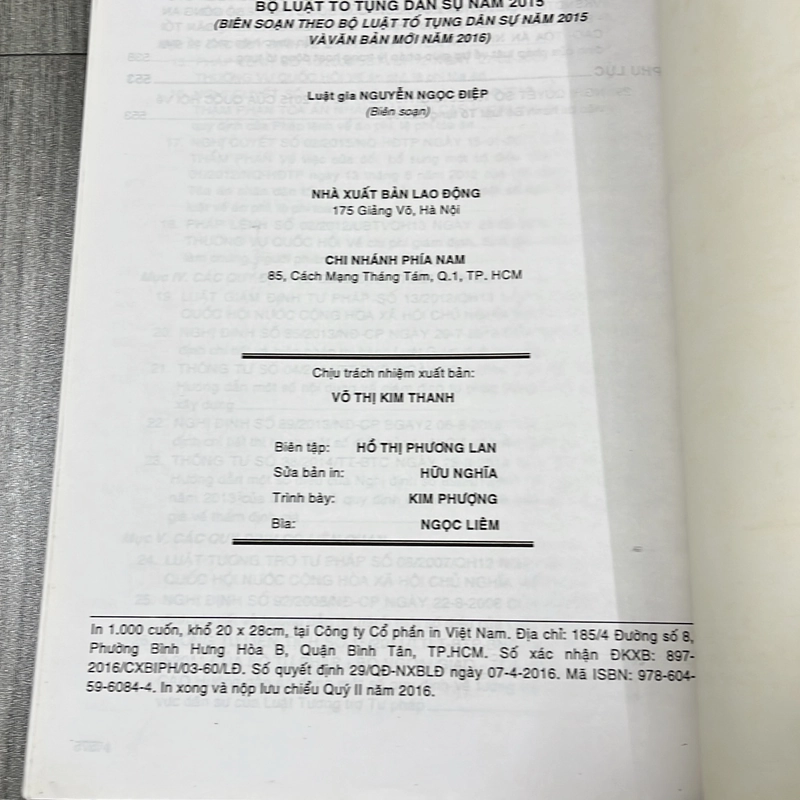 BỘ LUẬT TỐ TỤNG DÂN SỰ NĂM 2015
(BIÊN SOẠN THEO BỘ LUẬT TỐ TỤNG DÂN SỰ NĂM 2015
VÀ VĂN BẢN MỚI NĂM 2016)
Luật gia NGUYỄN NGỌC ĐIỆP
(Biên soạn)
NHÀ XUẤT BẢN LAO ĐỘNG
175 Giảng Võ, Hà Nội
CHI NHÁNH PHÍA NAM
85, Cách Mạng Tháng Tám, Q.1, TP. HCM
Chịu trách nhiệm xuất bản:
VÕ THỊ KIM THANH
Biên tập: HỒ THỊ PHƯƠNG LAN
Sửa bản in: HỮU NGHĨA
Trình bày: KIM PHƯỢNG
Bìa: NGỌC LIÊM
In 1.000 cuốn, khổ 20 x 28cm, tại Công ty Cổ phần in Việt Nam. Địa chỉ: 185/4 Đường số 8,
Phường Bình Hưng Hòa B, Quận Bình Tân, TP.HCM. Số xác nhận ĐKXB: 897-
2016/CXBIPH/03-60/LĐ. Số quyết định 29/QĐ-NXBLĐ ngày 07-4-2016. Mã ISBN: 978-604-
59-6084-4. In xong và nộp lưu chiểu Quý II năm 2016.